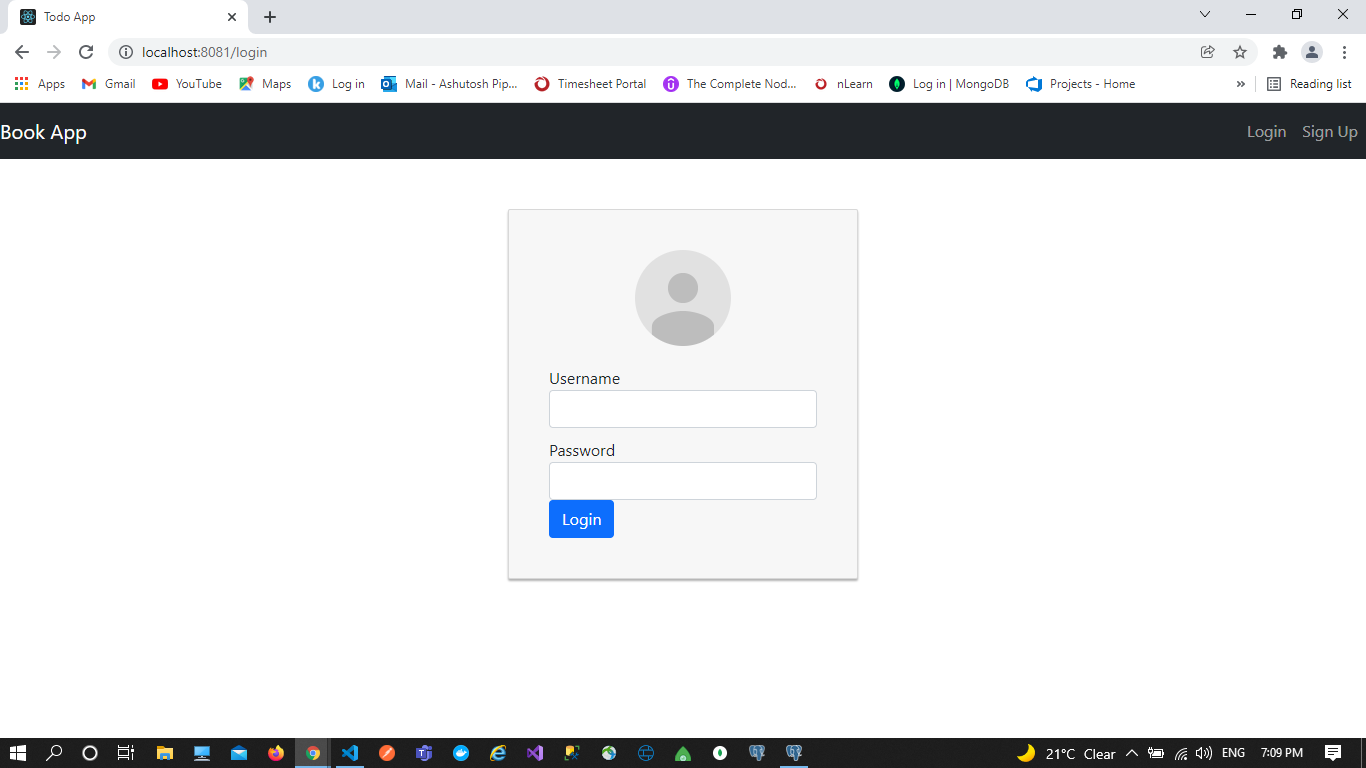 Todo App
localhost:8081/login
Apps Gmail YouTube Maps Log in Mail - Ashutosh Pip... Timesheet Portal The Complete Nod... nLearn Log in | MongoDB Projects - Home » Reading list
Book App Login Sign Up
Username
Password
Login
21°C Clear ENG 7:09 PM